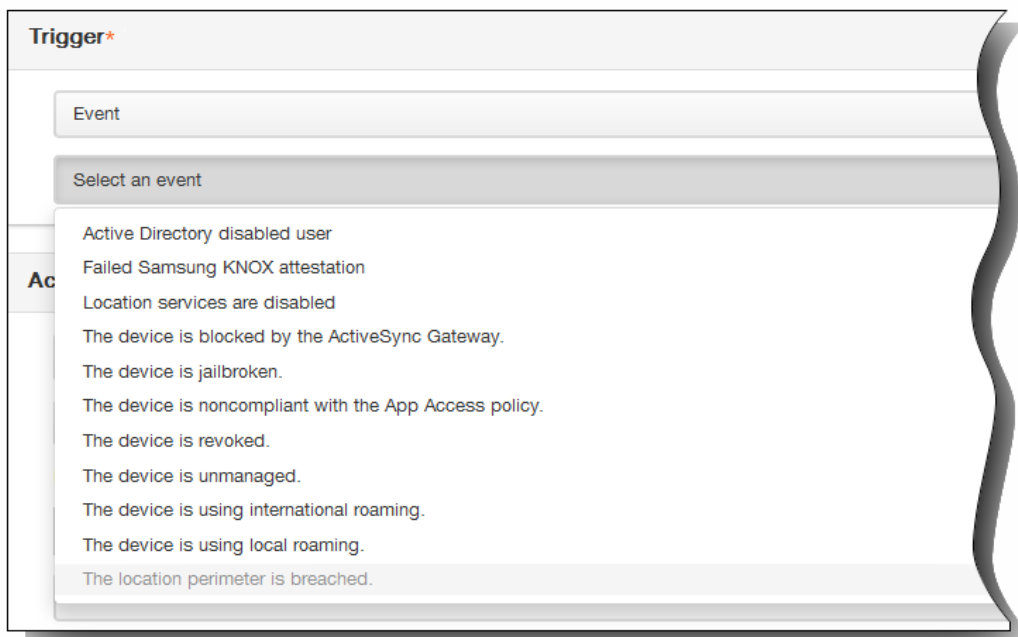 Trigger*
Event
Select an event
Active Directory disabled user
Failed Samsung KNOX attestation
Location services are disabled
Ac
The device is blocked by the ActiveSync Gateway.
The device is jailbroken.
The device is noncompliant with the App Access policy.
The device is revoked.
The device is unmanaged.
The device is using international roaming.
The device is using local roaming.
The location perimeter is breached.